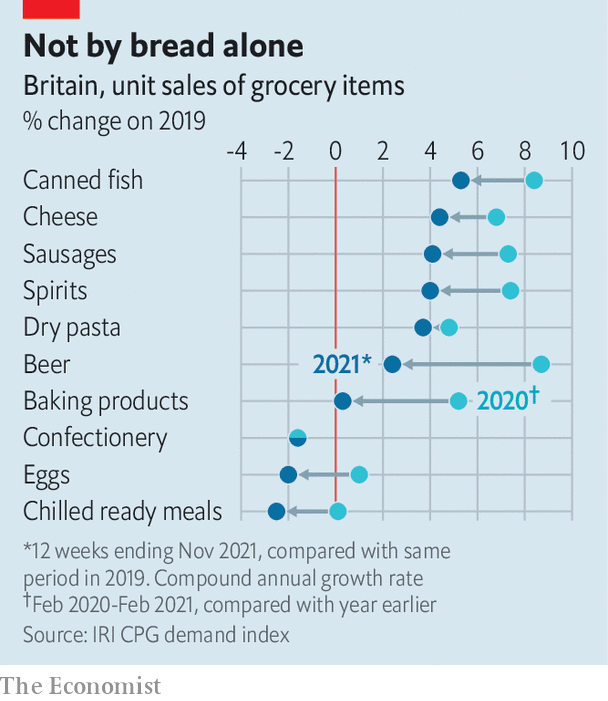 Not by bread alone
Britain, unit sales of grocery items
% change on 2019
-4 -2 0 2 4 6 8 10
Canned fish
Cheese
Sausages
Spirits
Dry pasta
Beer 2021*
Baking products 2020†
Confectionery
Eggs
Chilled ready meals
*12 weeks ending Nov 2021, compared with same
period in 2019. Compound annual growth rate
†Feb 2020-Feb 2021, compared with year earlier
Source: IRI CPG demand index
The Economist